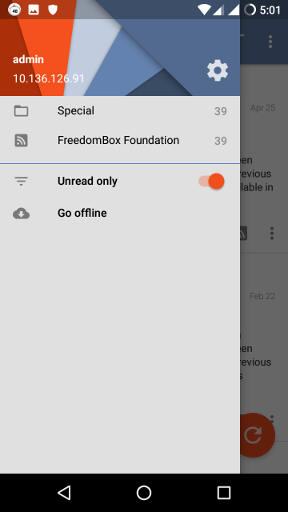 5:01
admin
10.136.126.91
Special 39
Apr 25
FreedomBox Foundation 39
een
revious
Unread only
lable in
Go offline
Feb 22
een
revious
s